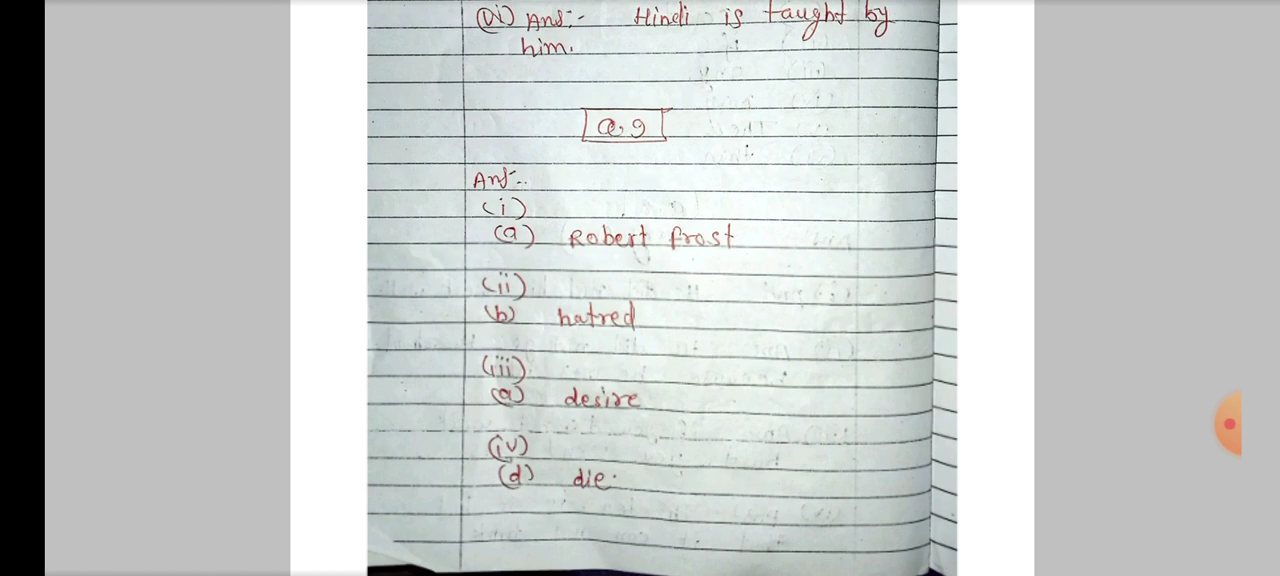 (vi) Ans:- Hindi is taught by
him.
Q.9
Ans-..
(i)
(a) Robert frost
(ii)
(b) hatred
(iii)
(a) desire
(iv)
(d) die.